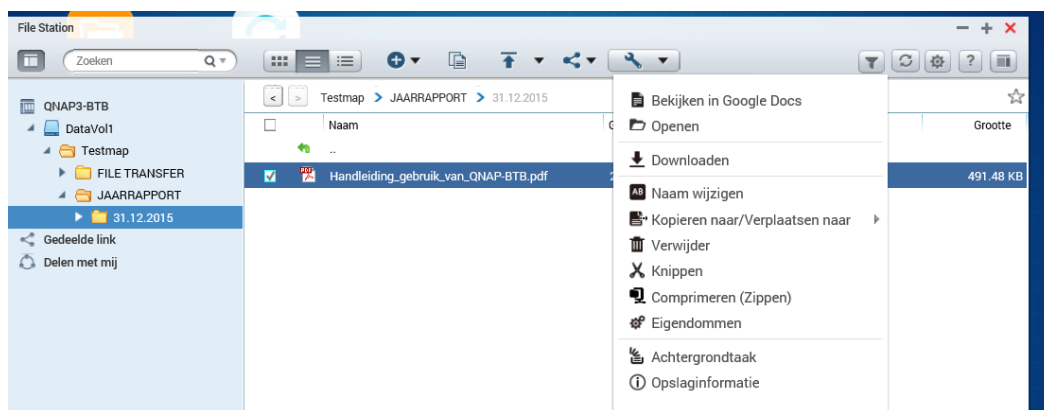 File Station
Zoeken
QNAP3-BTB
DataVol1
Testmap
FILE TRANSFER
JAARRAPPORT
31.12.2015
Gedeelde link
Delen met mij
Testmap > JAARRAPPORT > 31.12.2015
Naam G Grootte
..
Handleiding_gebruik_van_QNAP-BTB.pdf 2 491.48 KB
Bekijken in Google Docs
Openen
Downloaden
Naam wijzigen
Kopieren naar/Verplaatsen naar
Verwijder
Knippen
Comprimeren (Zippen)
Eigendommen
Achtergrondtaak
Opslaginformatie